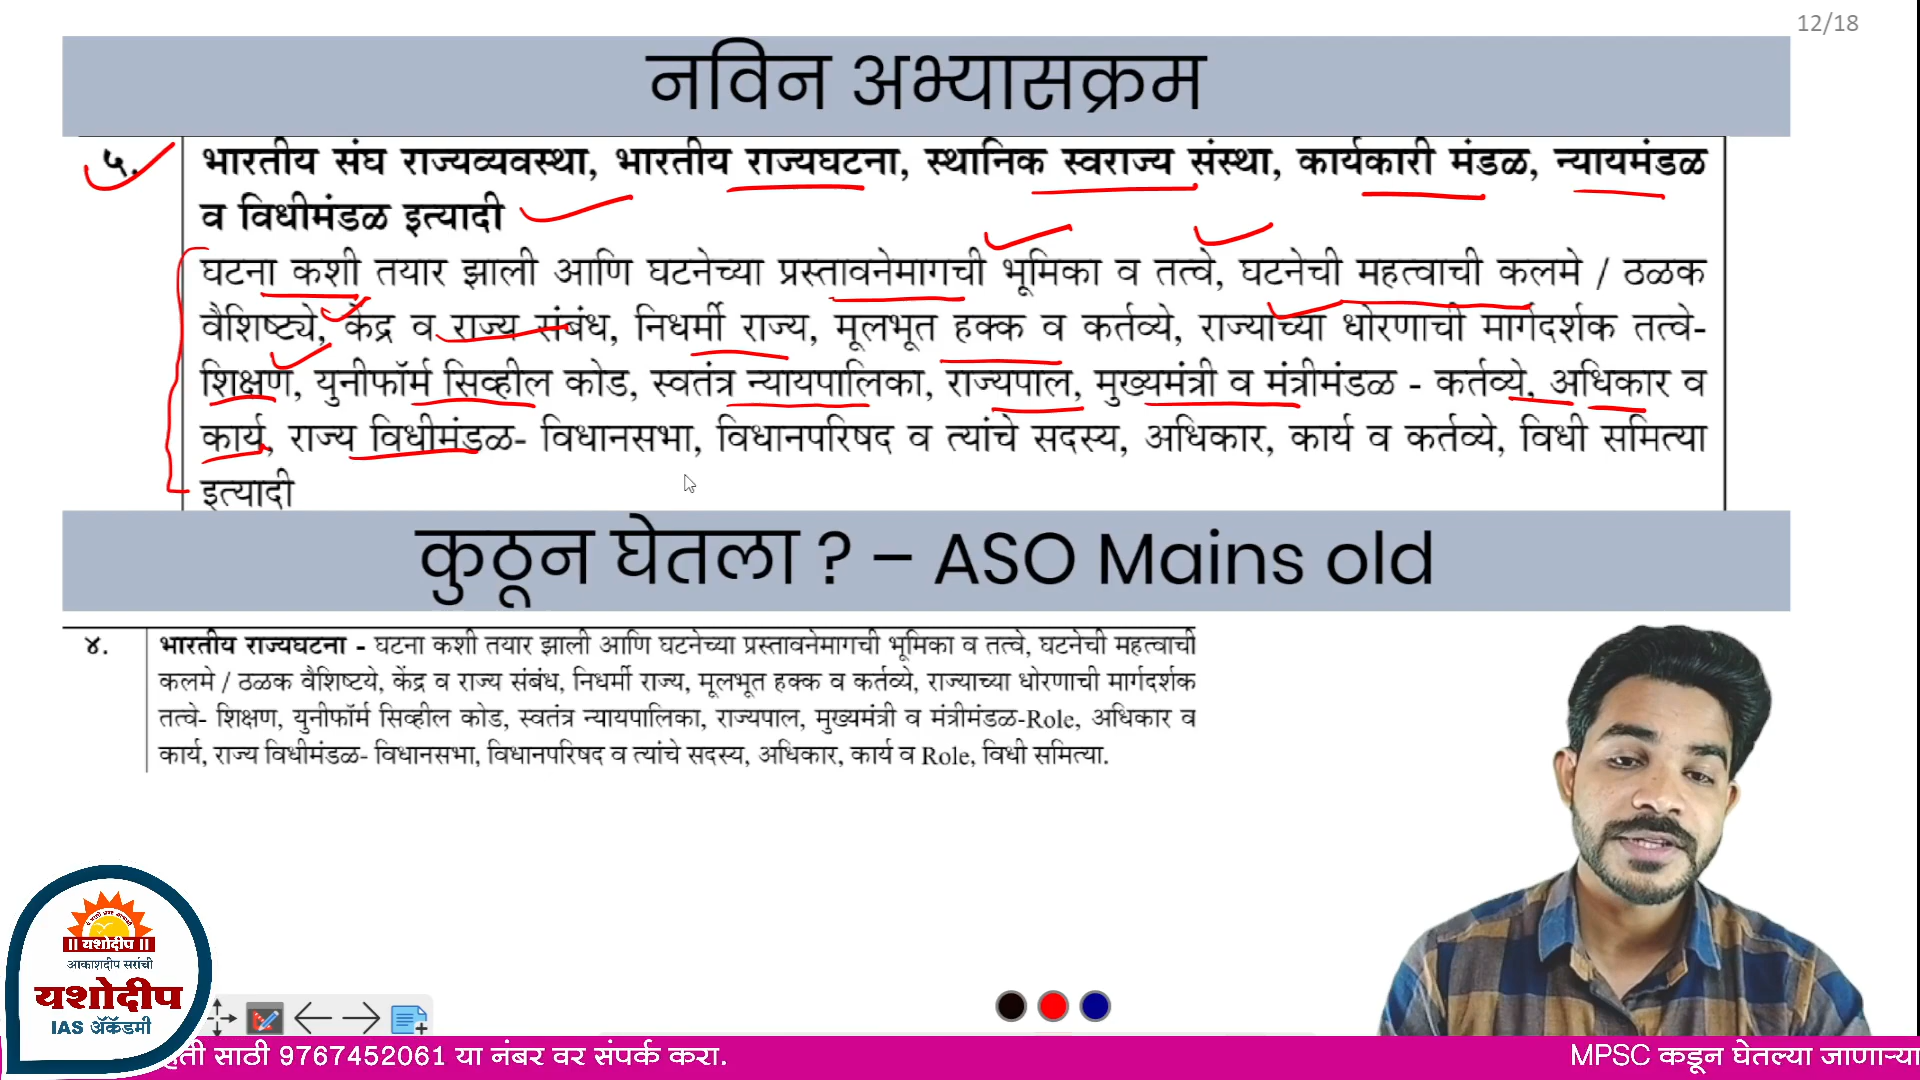 12/18
नविन अभ्यासक्रम
५. भारतीय संघ राज्यव्यवस्था, भारतीय राज्यघटना, स्थानिक स्वराज्य संस्था, कार्यकारी मंडळ, न्यायमंडळ
व विधीमंडळ इत्यादी
घटना कशी तयार झाली आणि घटनेच्या प्रस्तावनेमागची भूमिका व तत्वे, घटनेची महत्वाची कलमे / ठळक
वैशिष्ट्ये, केंद्र व राज्य संबंध, निधर्मी राज्य, मूलभूत हक्क व कर्तव्ये, राज्यांच्या धोरणाची मार्गदर्शक तत्वे-
शिक्षण, युनीफॉर्म सिव्हील कोड, स्वतंत्र न्यायपालिका, राज्यपाल, मुख्यमंत्री व मंत्रीमंडळ - कर्तव्ये, अधिकार व
कार्य, राज्य विधीमंडळ- विधानसभा, विधानपरिषद व त्यांचे सदस्य, अधिकार, कार्य व कर्तव्ये, विधी समित्या
इत्यादी
कुठून घेतला ? – ASO Mains old
४. भारतीय राज्यघटना - घटना कशी तयार झाली आणि घटनेच्या प्रस्तावनेमागची भूमिका व तत्वे, घटनेची महत्वाची
कलमे / ठळक वैशिष्टये, केंद्र व राज्य संबंध, निधर्मी राज्य, मूलभूत हक्क व कर्तव्ये, राज्याच्या धोरणाची मार्गदर्शक
तत्वे- शिक्षण, युनीफॉर्म सिव्हील कोड, स्वतंत्र न्यायपालिका, राज्यपाल, मुख्यमंत्री व मंत्रीमंडळ-Role, अधिकार व
कार्य, राज्य विधीमंडळ- विधानसभा, विधानपरिषद व त्यांचे सदस्य, अधिकार, कार्य व Role, विधी समित्या.
॥ यशोदीप ॥
आकाशदीप सरांची
यशोदीप
IAS ॲकॅडमी
साठी 9767452061 या नंबर वर संपर्क करा.
MPSC कडून घेतल्या जाणाऱ्या